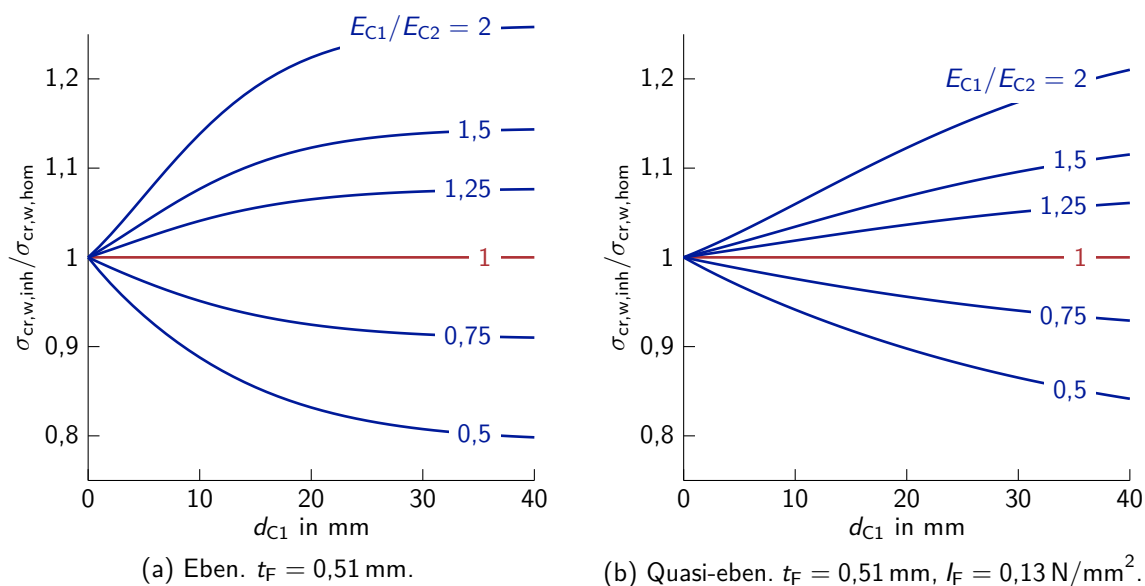 E_C1/E_C2 = 2
1,2
1,5
1,1
1,25
1
1
0,9
0,75
0,8
0,5
0 10 20 30 40
d_C1 in mm
σ_cr,w,inh/σ_cr,w,hom
(a) Eben. t_F = 0,51 mm.
E_C1/E_C2 = 2
1,2
1,5
1,1
1,25
1
1
0,9
0,75
0,8
0,5
0 10 20 30 40
d_C1 in mm
σ_cr,w,inh/σ_cr,w,hom
(b) Quasi-eben. t_F = 0,51 mm, I_F = 0,13 N/mm².